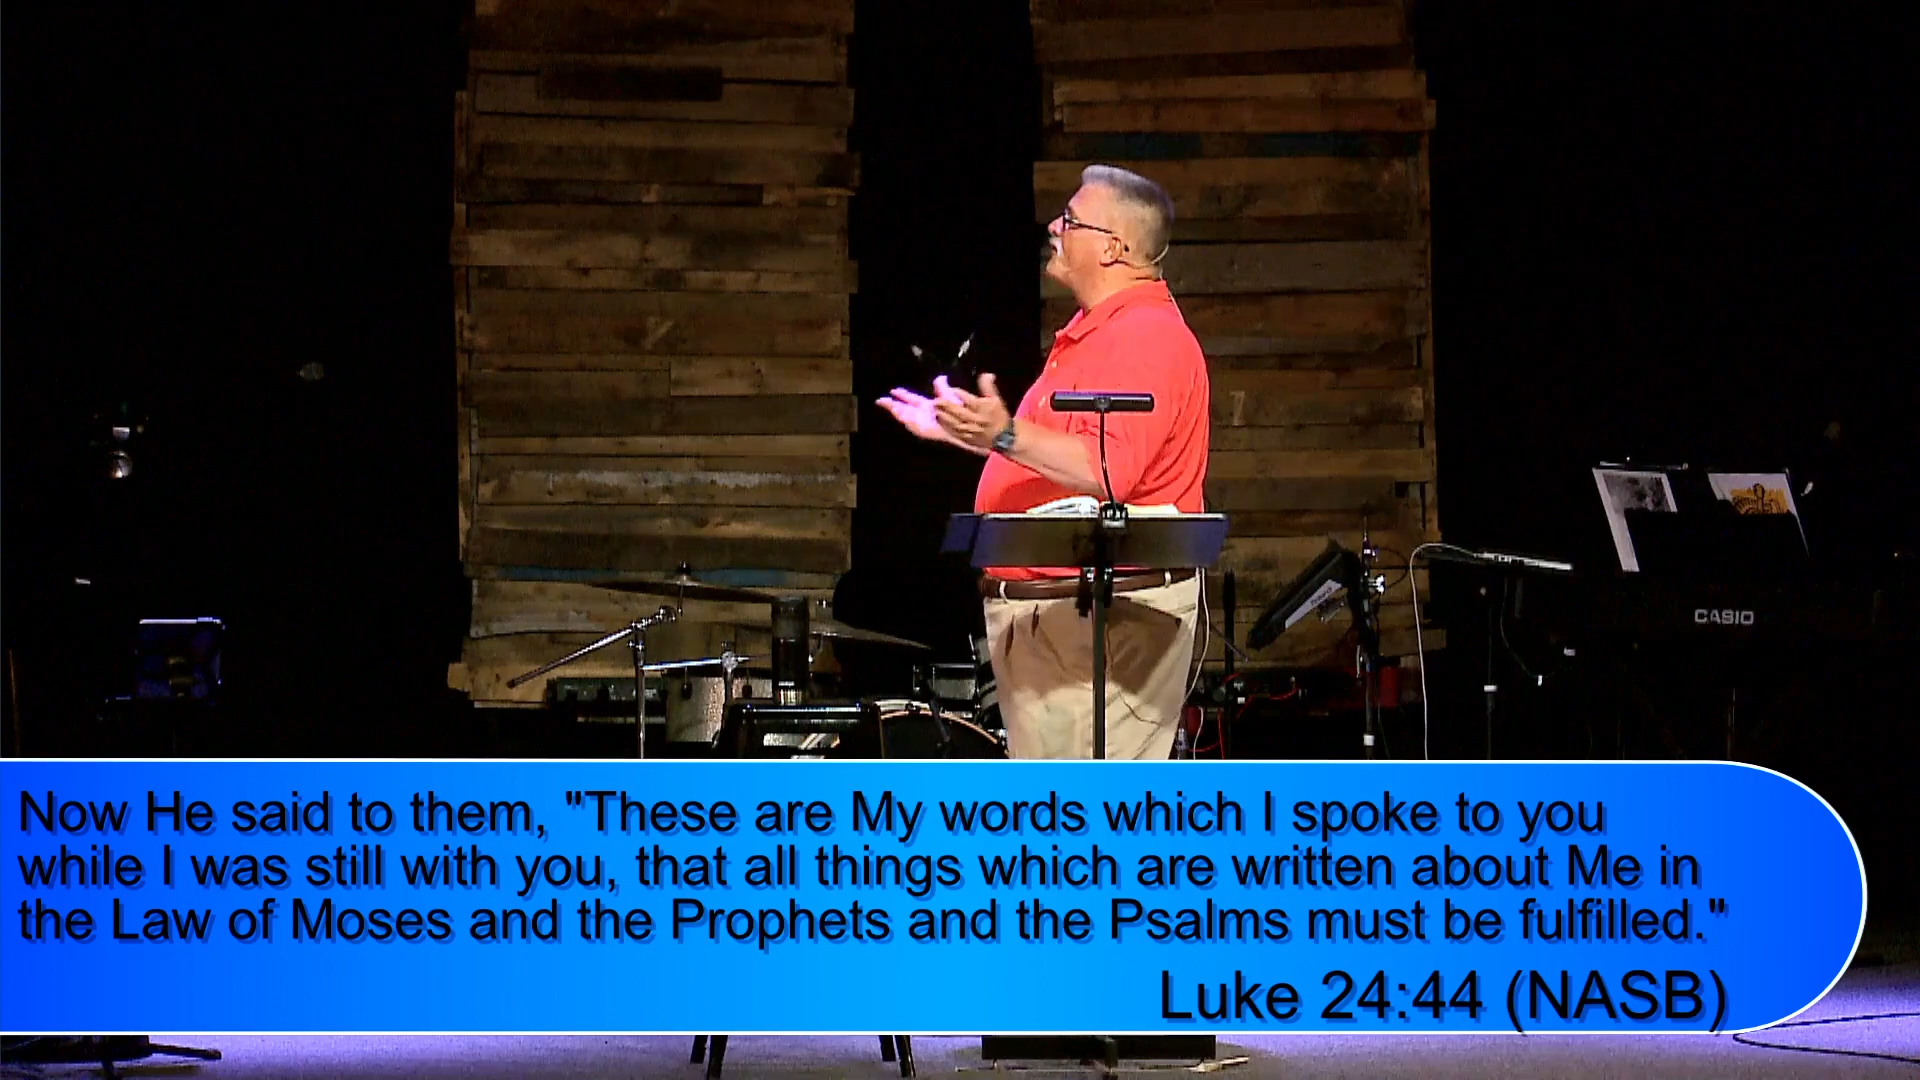 CASIO
Now He said to them, "These are My words which I spoke to you
while I was still with you, that all things which are written about Me in
the Law of Moses and the Prophets and the Psalms must be fulfilled."
Luke 24:44 (NASB)